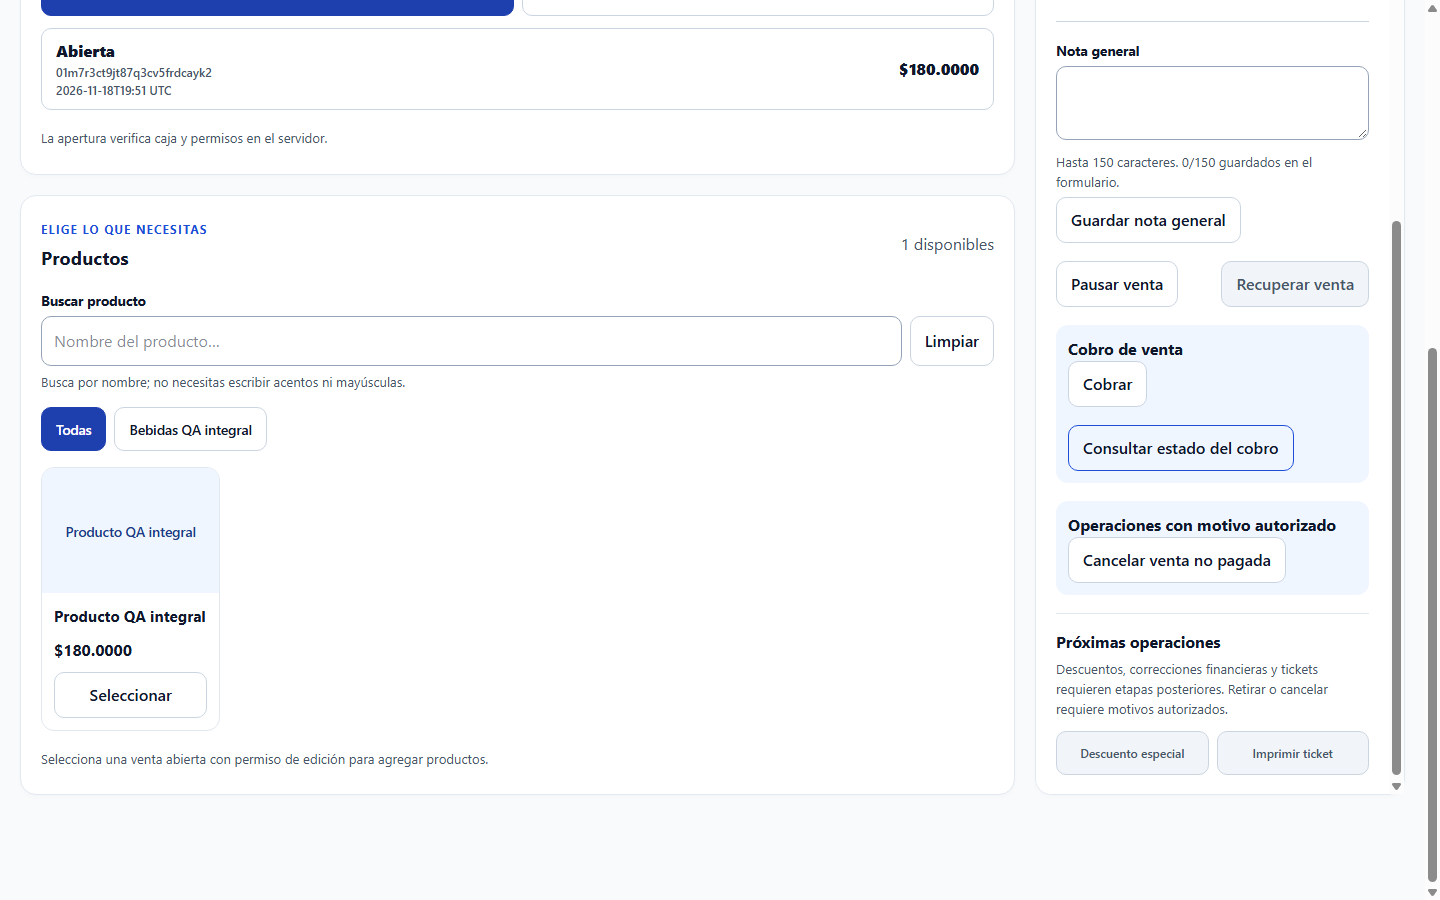 Abierta
01m7r3ct9jt87q3cv5frdcayk2
2026-11-18T19:51 UTC
$180.0000
La apertura verifica caja y permisos en el servidor.
ELIGE LO QUE NECESITAS
Productos
1 disponibles
Buscar producto
Nombre del producto...
Limpiar
Busca por nombre; no necesitas escribir acentos ni mayúsculas.
Todas
Bebidas QA integral
Producto QA integral
Producto QA integral
$180.0000
Seleccionar
Selecciona una venta abierta con permiso de edición para agregar productos.
Nota general
Hasta 150 caracteres. 0/150 guardados en el
formulario.
Guardar nota general
Pausar venta
Recuperar venta
Cobro de venta
Cobrar
Consultar estado del cobro
Operaciones con motivo autorizado
Cancelar venta no pagada
Próximas operaciones
Descuentos, correcciones financieras y tickets
requieren etapas posteriores. Retirar o cancelar
requiere motivos autorizados.
Descuento especial
Imprimir ticket